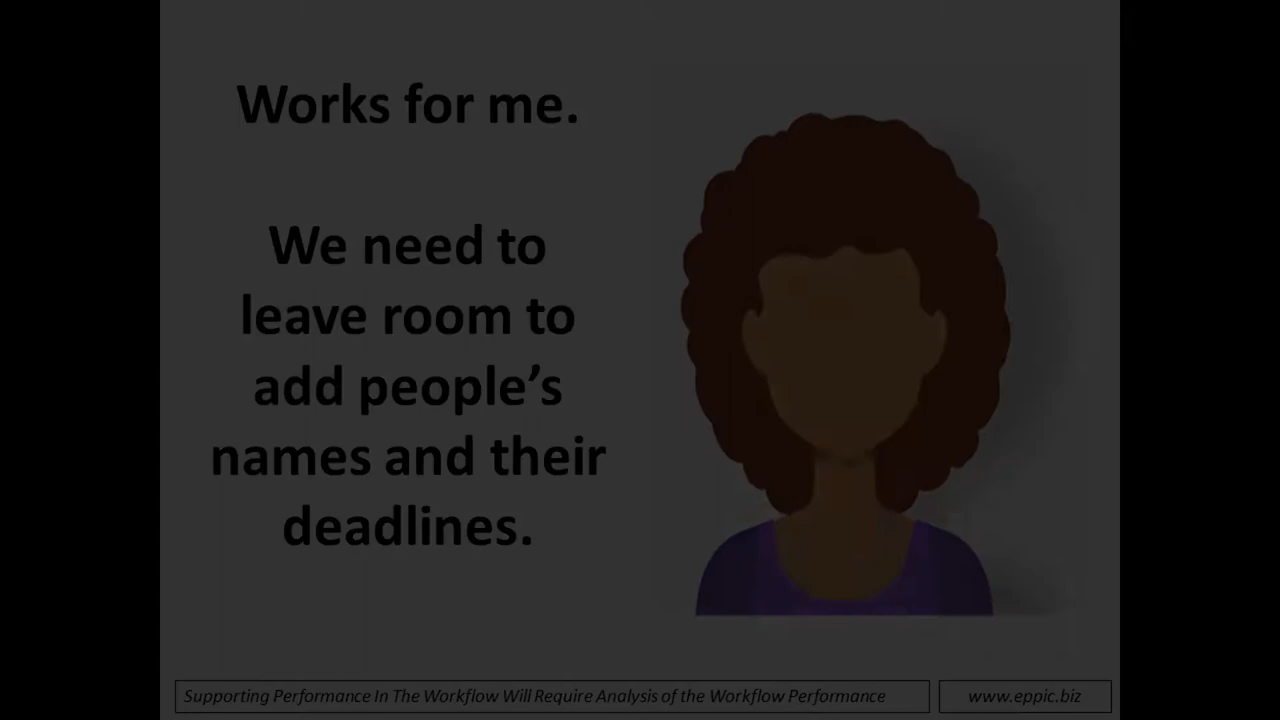 Works for me.
We need to
leave room to
add people’s
names and their
deadlines.
Supporting Performance In The Workflow Will Require Analysis of the Workflow Performance
www.eppic.biz